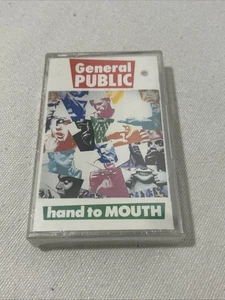 General
PUBLIC
hand to MOUTH